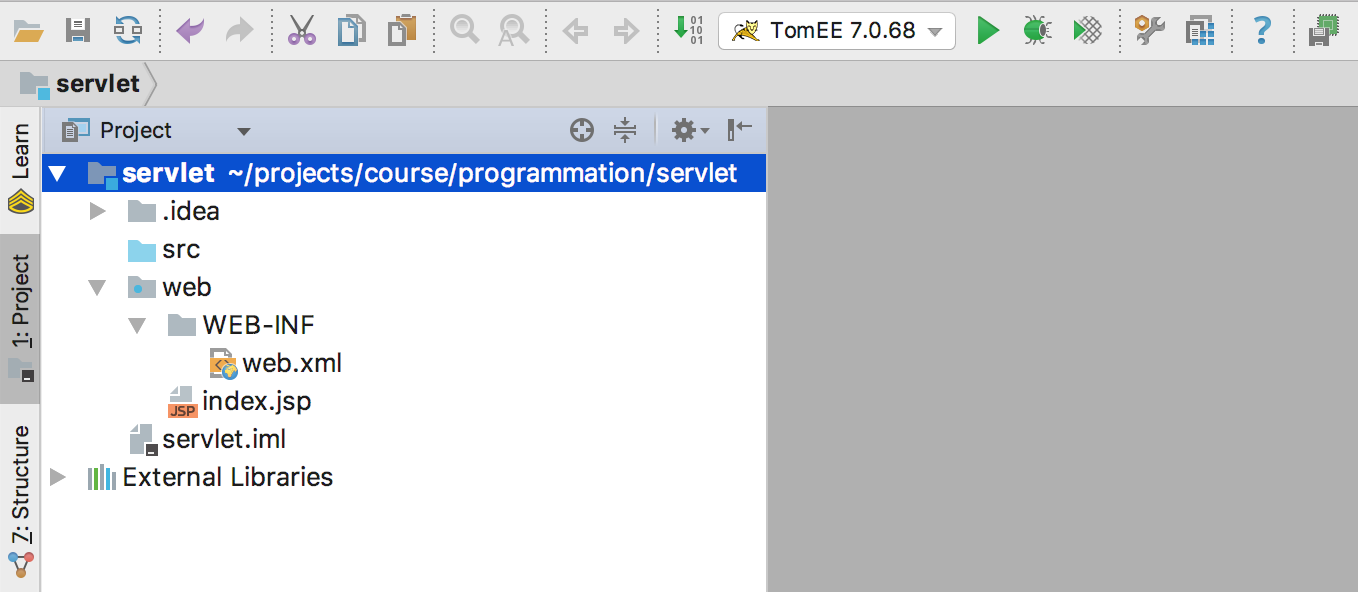 TomEE 7.0.68
servlet
Learn
1: Project
7: Structure
Project
servlet ~/projects/course/programmation/servlet
.idea
src
web
WEB-INF
web.xml
JSP index.jsp
servlet.iml
External Libraries